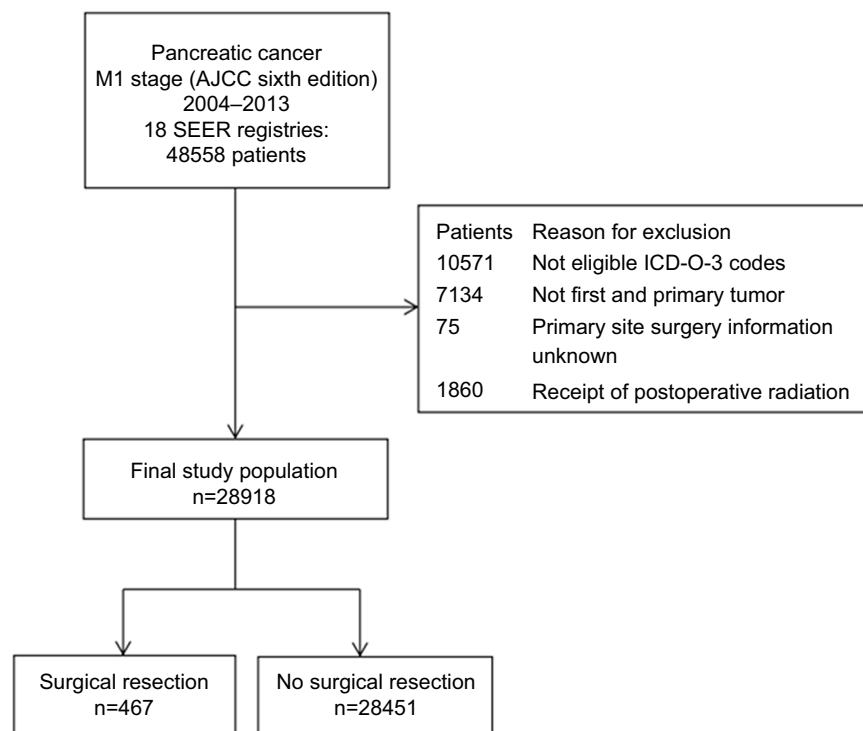 Pancreatic cancer
M1 stage (AJCC sixth edition)
2004–2013
18 SEER registries:
48558 patients
Patients Reason for exclusion
10571 Not eligible ICD-O-3 codes
7134 Not first and primary tumor
75 Primary site surgery information
unknown
1860 Receipt of postoperative radiation
Final study population
n=28918
Surgical resection
n=467
No surgical resection
n=28451